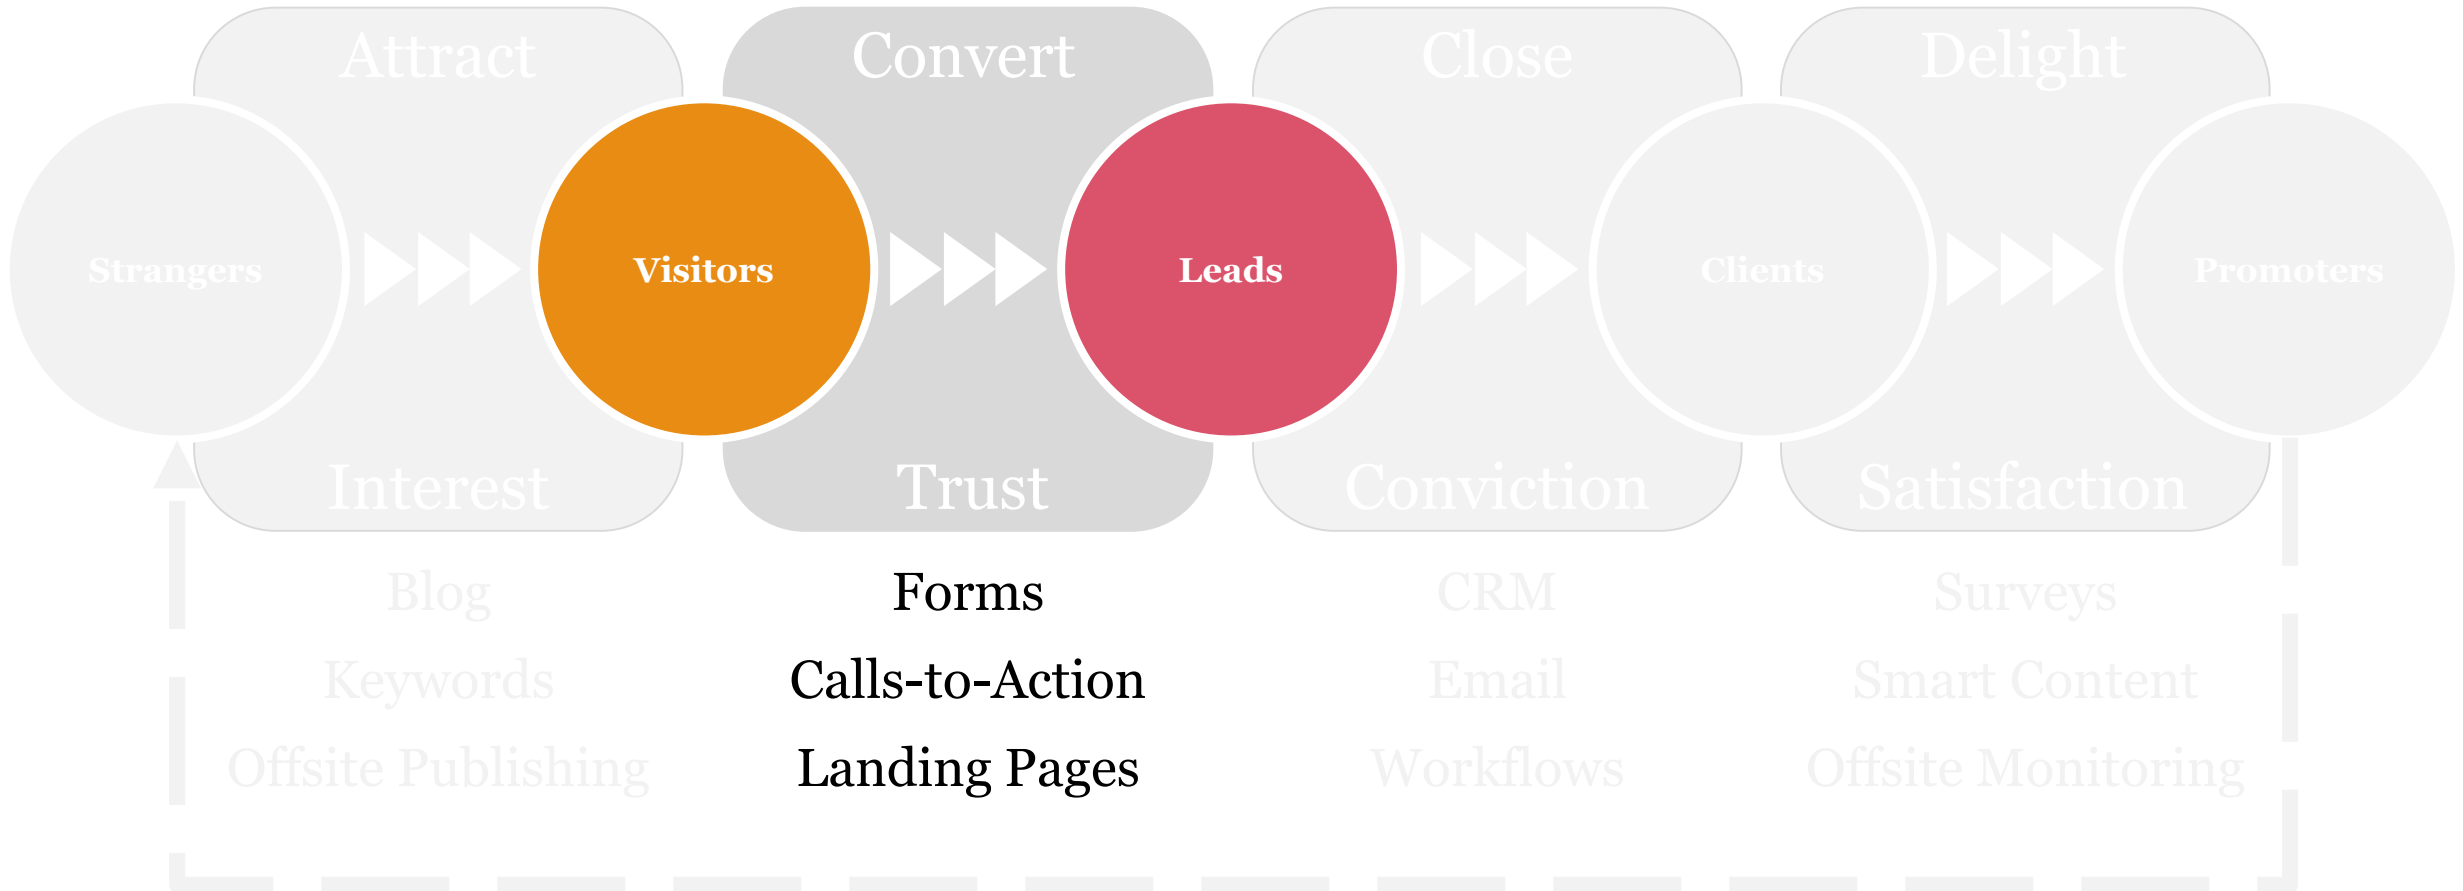 Attract
Convert
Close
Delight
Strangers
Visitors
Leads
Clients
Promoters
Interest
Trust
Conviction
Satisfaction
Blog
Forms
CRM
Surveys
Keywords
Calls-to-Action
Email
Smart Content
Offsite Publishing
Landing Pages
Workflows
Offsite Monitoring